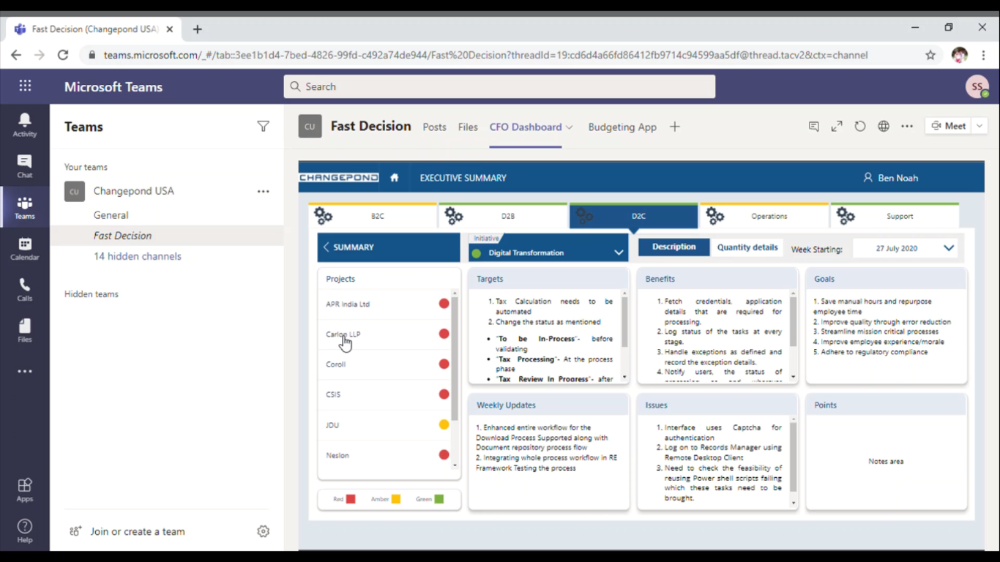 Fast Decision (Changepond USA)
teams.microsoft.com/_#/tab::3ee1b1d4-7bed-4826-99fd-c492a74de944/Fast%20Decision?threadId=19:cd6d4a66fd86412fb9714c94599aa5df@thread.tacv2&ctx=channel
Microsoft Teams
Search
SS
Activity
Chat
Teams
Calendar
Calls
Files
Apps
Help
Teams
Your teams
CU Changepond USA
General
Fast Decision
14 hidden channels
Hidden teams
Join or create a team
CU Fast Decision Posts Files CFO Dashboard Budgeting App
Meet
CHANGEPOND EXECUTIVE SUMMARY Ben Noah
B2C D2B D2C Operations Support
SUMMARY
Initiative
Digital Transformation
Description Quantity details Week Starting: 27 July 2020
Projects
APR India Ltd
LLP
Coroll
CSIS
JDU
Neslon
Red Amber Green
Targets
1. Tax Calculation needs to be
automated
2. Change the status as mentioned
• "To be In-Process"- before
validating
• "Tax Processing"- At the process
phase
• "Tax Review In Progress"- after
Benefits
1. Fetch credentials, application
details that are required for
processing.
2. Log status of the tasks at every
stage.
3. Handle exceptions as defined and
record the exception details.
4. Notify users, the status of
Goals
1. Save manual hours and repurpose
employee time
2. Improve quality through error reduction
3. Streamline mission critical processes
4. Improve employee experience/morale
5. Adhere to regulatory compliance
Weekly Updates
1. Enhanced entire workflow for the
Download Process Supported along with
Document repository process flow
2. Integrating whole process workflow in RE
Framework Testing the process
Issues
1. Interface uses Captcha for
authentication
2. Log on to Records Manager using
Remote Desktop Client
3. Need to check the feasibility of
reusing Power shell scripts failing
which these tasks need to be
brought.
Points
Notes area